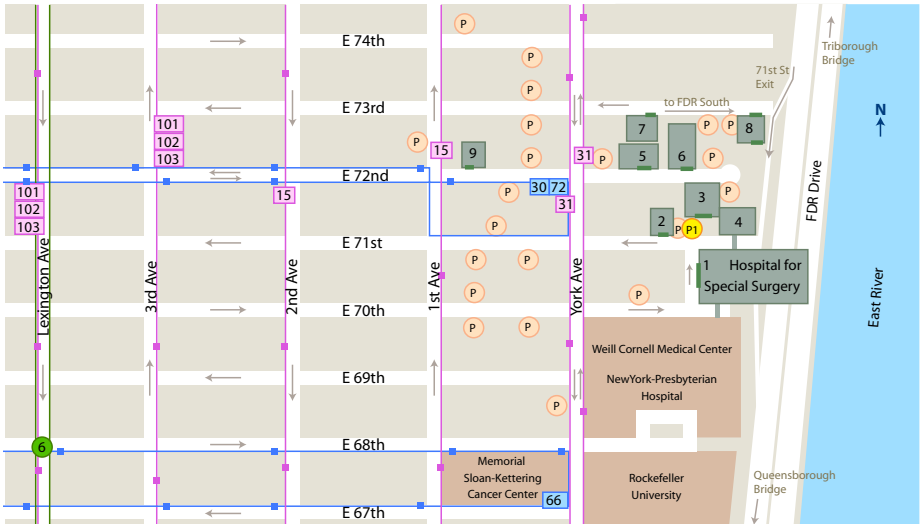 P
E 74th
Triborough
Bridge
P
71st St
Exit
P
E 73rd
to FDR South
N
101
102
103
P
15
9
P
P
31
P
7
5
6
P
P
8
P
E 72nd
101
102
103
15
P
30
72
31
3
P
FDR Drive
P
2
P
P1
4
E 71st
Lexington Ave
3rd Ave
2nd Ave
1st Ave
York Ave
P
P
1 Hospital for
Special Surgery
East River
P
P
E 70th
P
P
Weill Cornell Medical Center
NewYork-Presbyterian
Hospital
E 69th
P
6
E 68th
Memorial
Sloan-Kettering
Cancer Center
66
Rockefeller
University
Queensborough
Bridge
E 67th